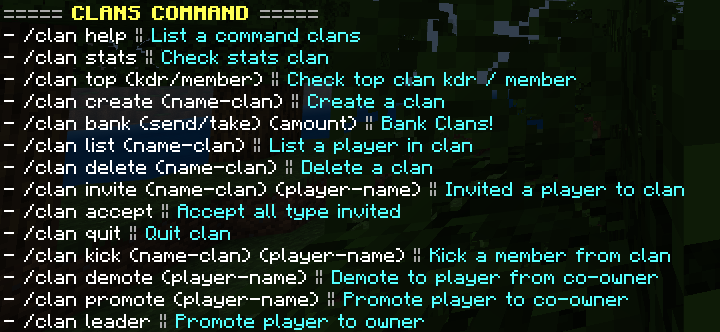 ===== CLANS COMMAND =====
- /clan help || List a command clans
- /clan stats || Check stats clan
- /clan top (kdr/member) || Check top clan kdr / member
- /clan create (name-clan) || Create a clan
- /clan bank (send/take) (amount) || Bank Clans!
- /clan list (name-clan) || List a player in clan
- /clan delete (name-clan) || Delete a clan
- /clan invite (name-clan) (player-name) || Invited a player to clan
- /clan accept || Accept all type invited
- /clan quit || Quit clan
- /clan kick (name-clan) (player-name) || Kick a member from clan
- /clan demote (player-name) || Demote to player from co-owner
- /clan promote (player-name) || Promote player to co-owner
- /clan leader || Promote player to owner